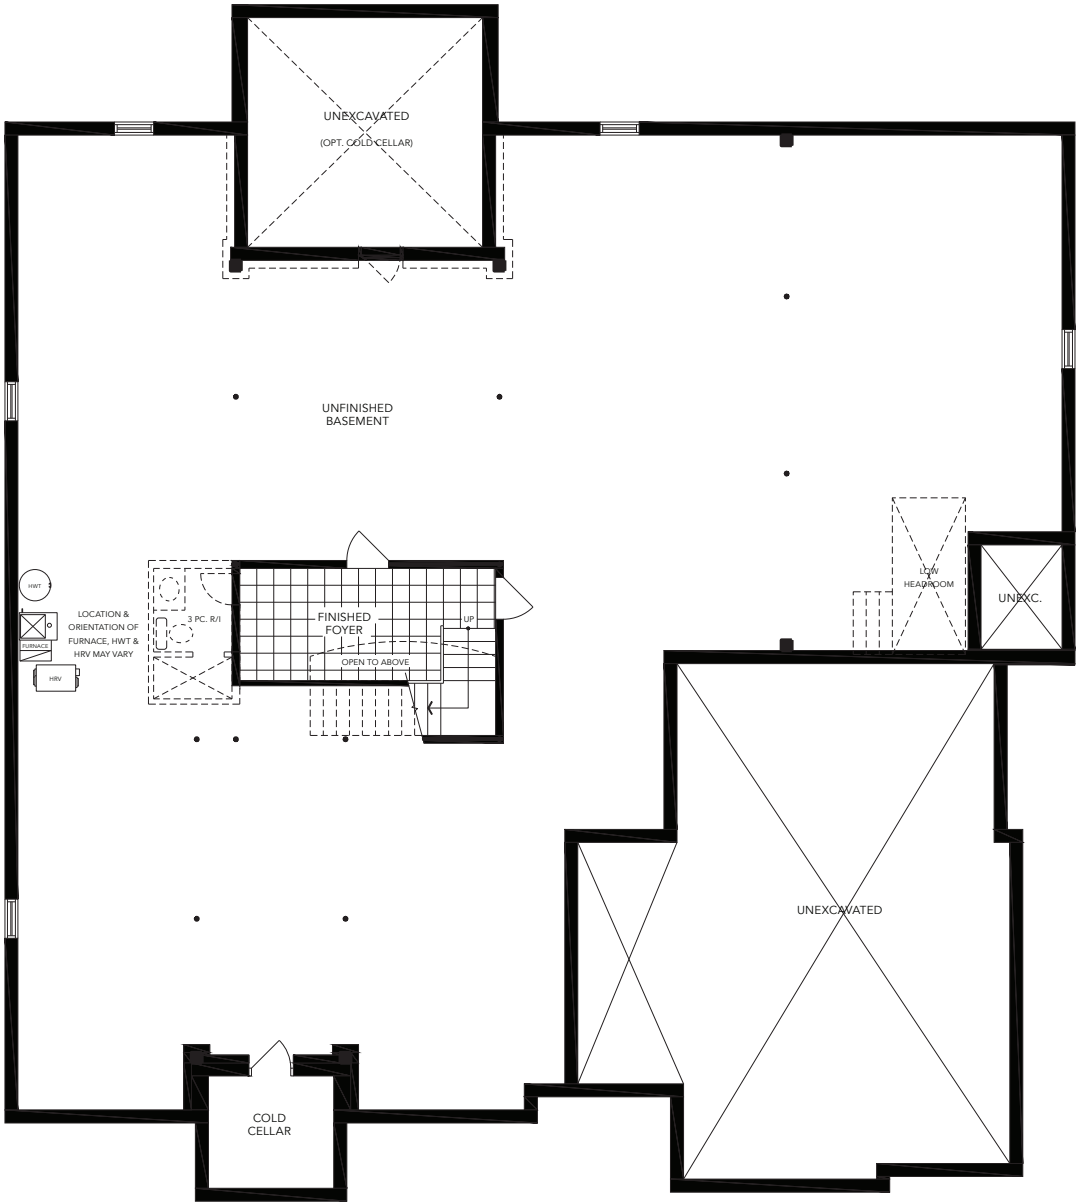 UNEXCAVATED
(OPT. COLD CELLAR)
UNFINISHED
BASEMENT
LOW
HEADROOM
UNEXC.
HWT
FURNACE
HRV
LOCATION &
ORIENTATION OF
FURNACE, HWT &
HRV MAY VARY
3 PC. R/I
FINISHED
FOYER
UP
OPEN TO ABOVE
UNEXCAVATED
COLD
CELLAR